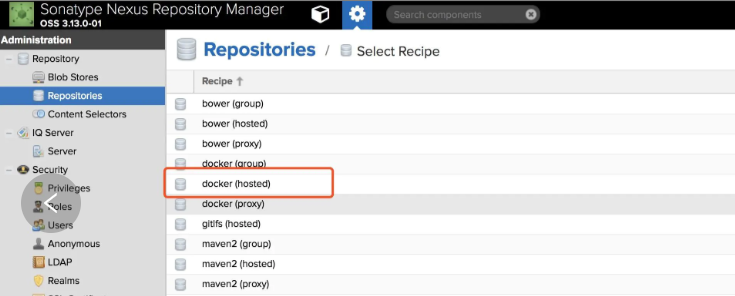 Sonatype Nexus Repository Manager
OSS 3.13.0-01
Search components
Administration
Repository
Blob Stores
Repositories
Content Selectors
IQ Server
Server
Security
Privileges
Roles
Users
Anonymous
LDAP
Realms
Repositories / Select Recipe
Recipe
bower (group)
bower (hosted)
bower (proxy)
docker (group)
docker (hosted)
docker (proxy)
gitlfs (hosted)
maven2 (group)
maven2 (hosted)
maven2 (proxy)